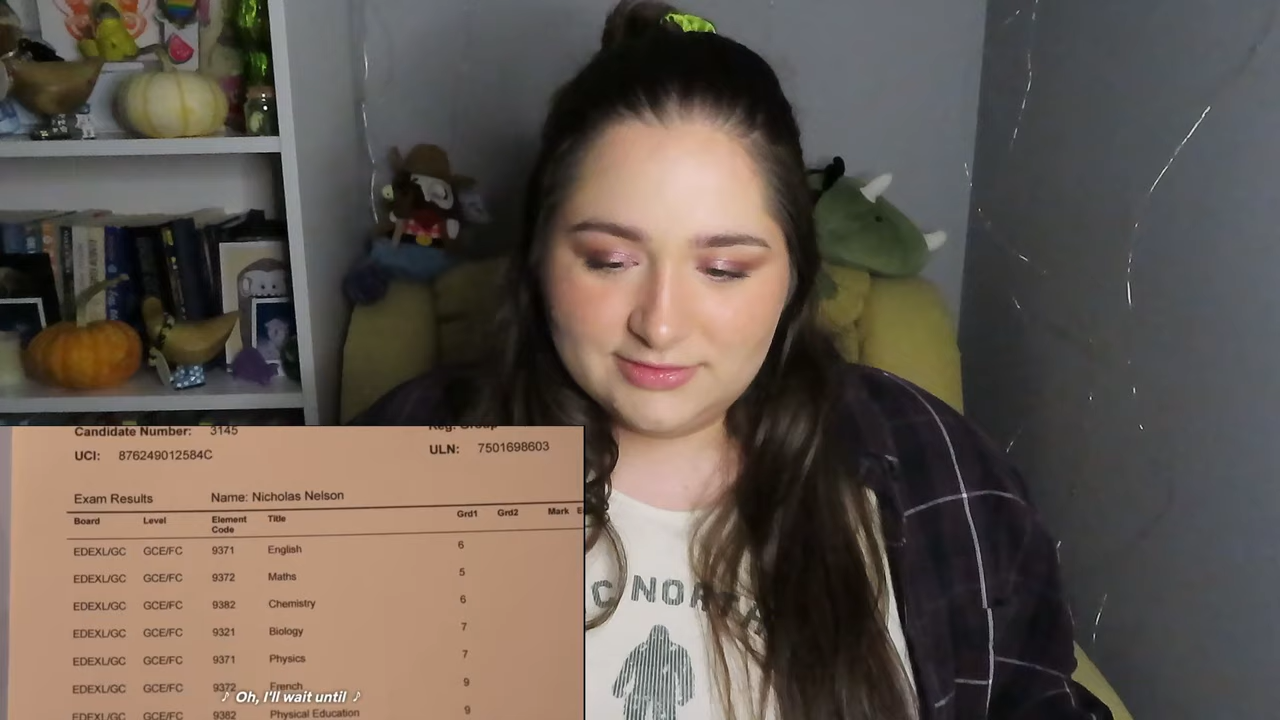 Candidate Number: 3145
Reg. Group
UCI: 876249012584C
ULN: 7501698603
Exam Results Name: Nicholas Nelson
Board Level Element Code Title Grd1 Grd2 Mark
EDEXL/GC GCE/FC 9371 English 6
EDEXL/GC GCE/FC 9372 Maths 5
EDEXL/GC GCE/FC 9382 Chemistry 6
EDEXL/GC GCE/FC 9321 Biology 7
EDEXL/GC GCE/FC 9371 Physics 7
EDEXL/GC GCE/FC 9372 French 9
♪ Oh, I'll wait until ♪
EDEXL/GC GCE/FC 9382 Physical Education 9